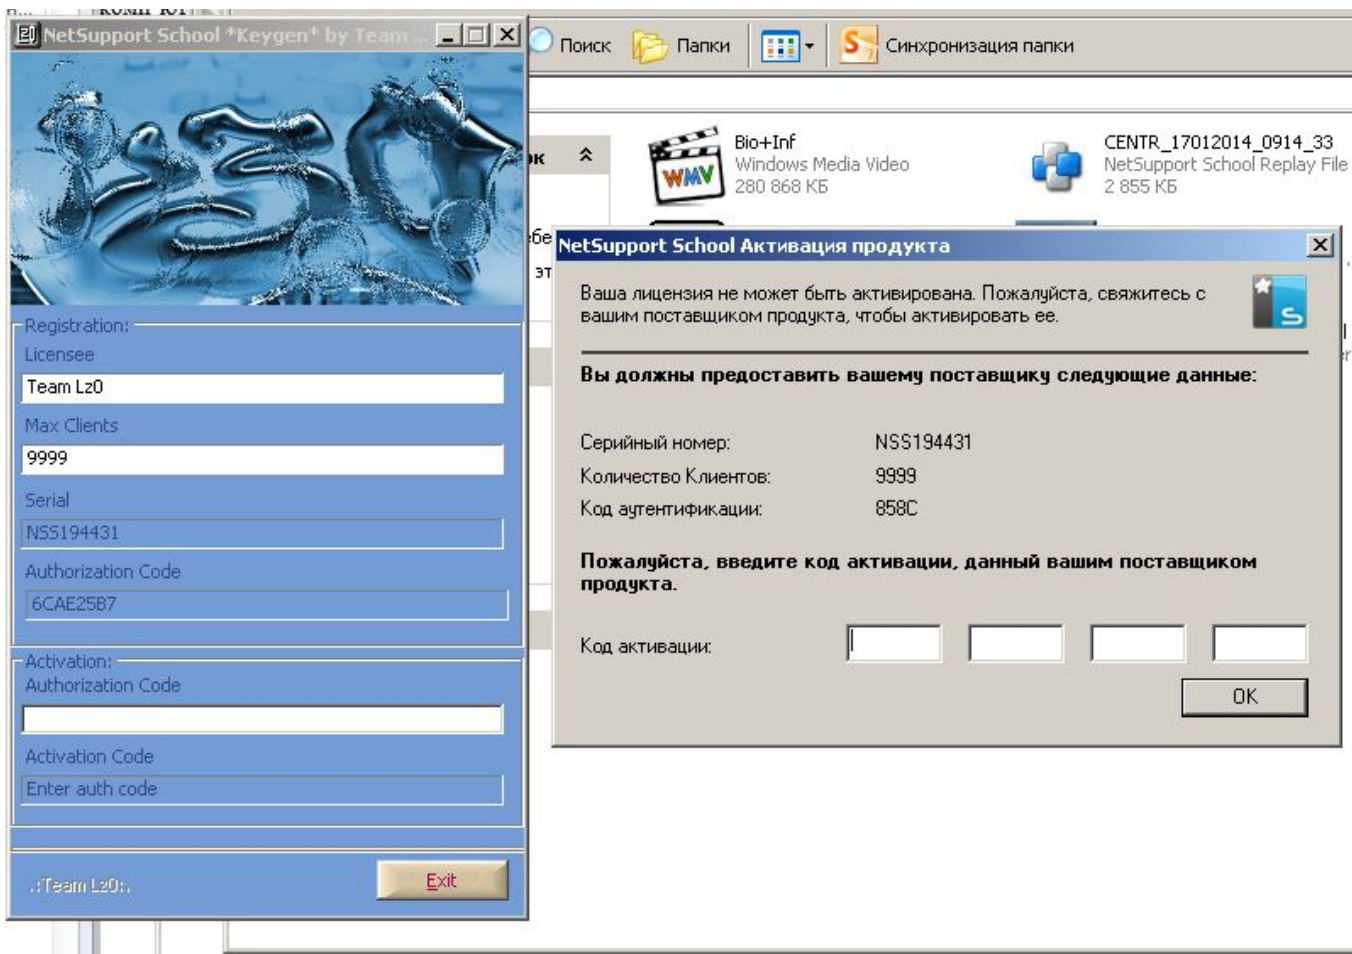 NetSupport School *Keygen* by Team ...
Поиск
Папки
Синхронизация папки
Bio+Inf
Windows Media Video
280 868 КБ
WMV
CENTR_17012014_0914_33
NetSupport School Replay File
2 855 КБ
Registration:
Licensee
Team Lz0
Max Clients
9999
Serial
NSS194431
Authorization Code
6CAE25B7
Activation:
Authorization Code
Activation Code
Enter auth code
.:Team Lz0:.
Exit
NetSupport School Активация продукта
Ваша лицензия не может быть активирована. Пожалуйста, свяжитесь с
вашим поставщиком продукта, чтобы активировать ее.
Вы должны предоставить вашему поставщику следующие данные:
Серийный номер: NSS194431
Количество Клиентов: 9999
Код аутентификации: 858C
Пожалуйста, введите код активации, данный вашим поставщиком
продукта.
Код активации:
OK